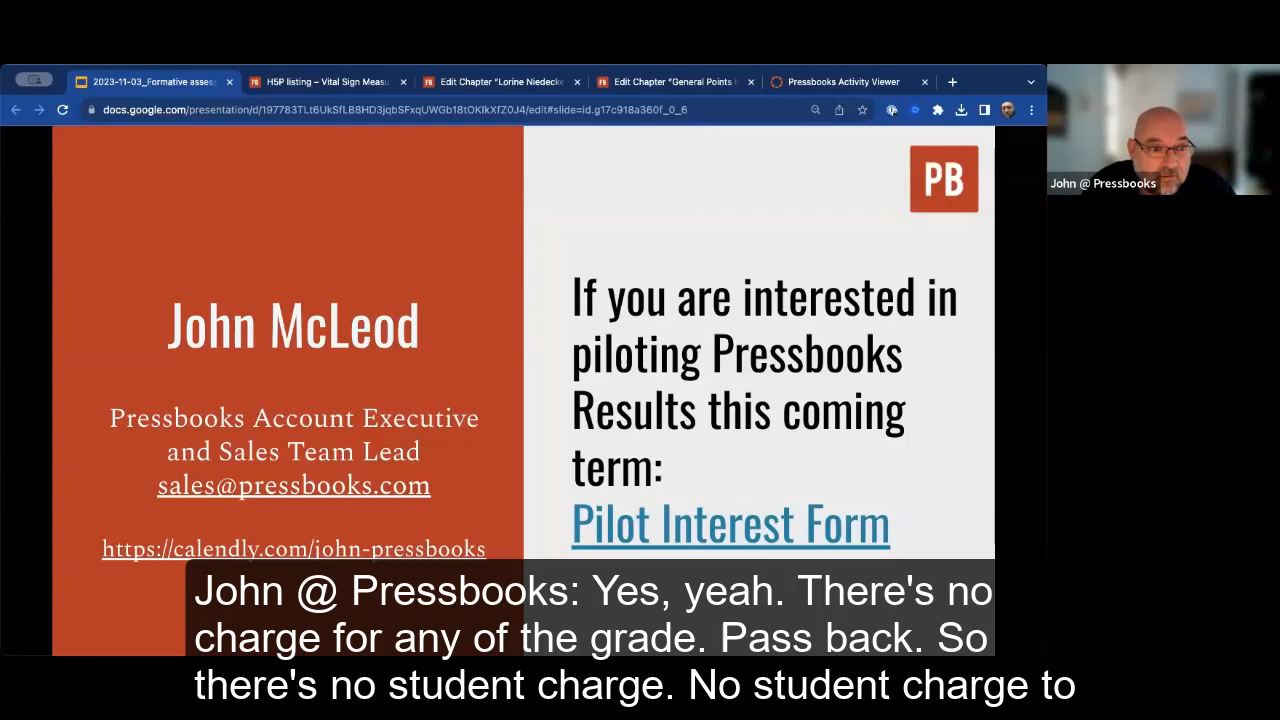 2023-11-03_Formative asses
H5P listing – Vital Sign Measu
Edit Chapter “Lorine Niedecke
Edit Chapter “General Points
Pressbooks Activity Viewer
docs.google.com/presentation/d/197783TLt6UkSfLB8HD3jqbSFxqUWGb18tOKIkXfZ0J4/edit#slide=id.g17c918a360f_0_6
John @ Pressbooks
PB
John McLeod
Pressbooks Account Executive
and Sales Team Lead
sales@pressbooks.com
https://calendly.com/john-pressbooks
If you are interested in
piloting Pressbooks
Results this coming
term:
Pilot Interest Form
John @ Pressbooks: Yes, yeah. There's no
charge for any of the grade. Pass back. So
there's no student charge. No student charge to